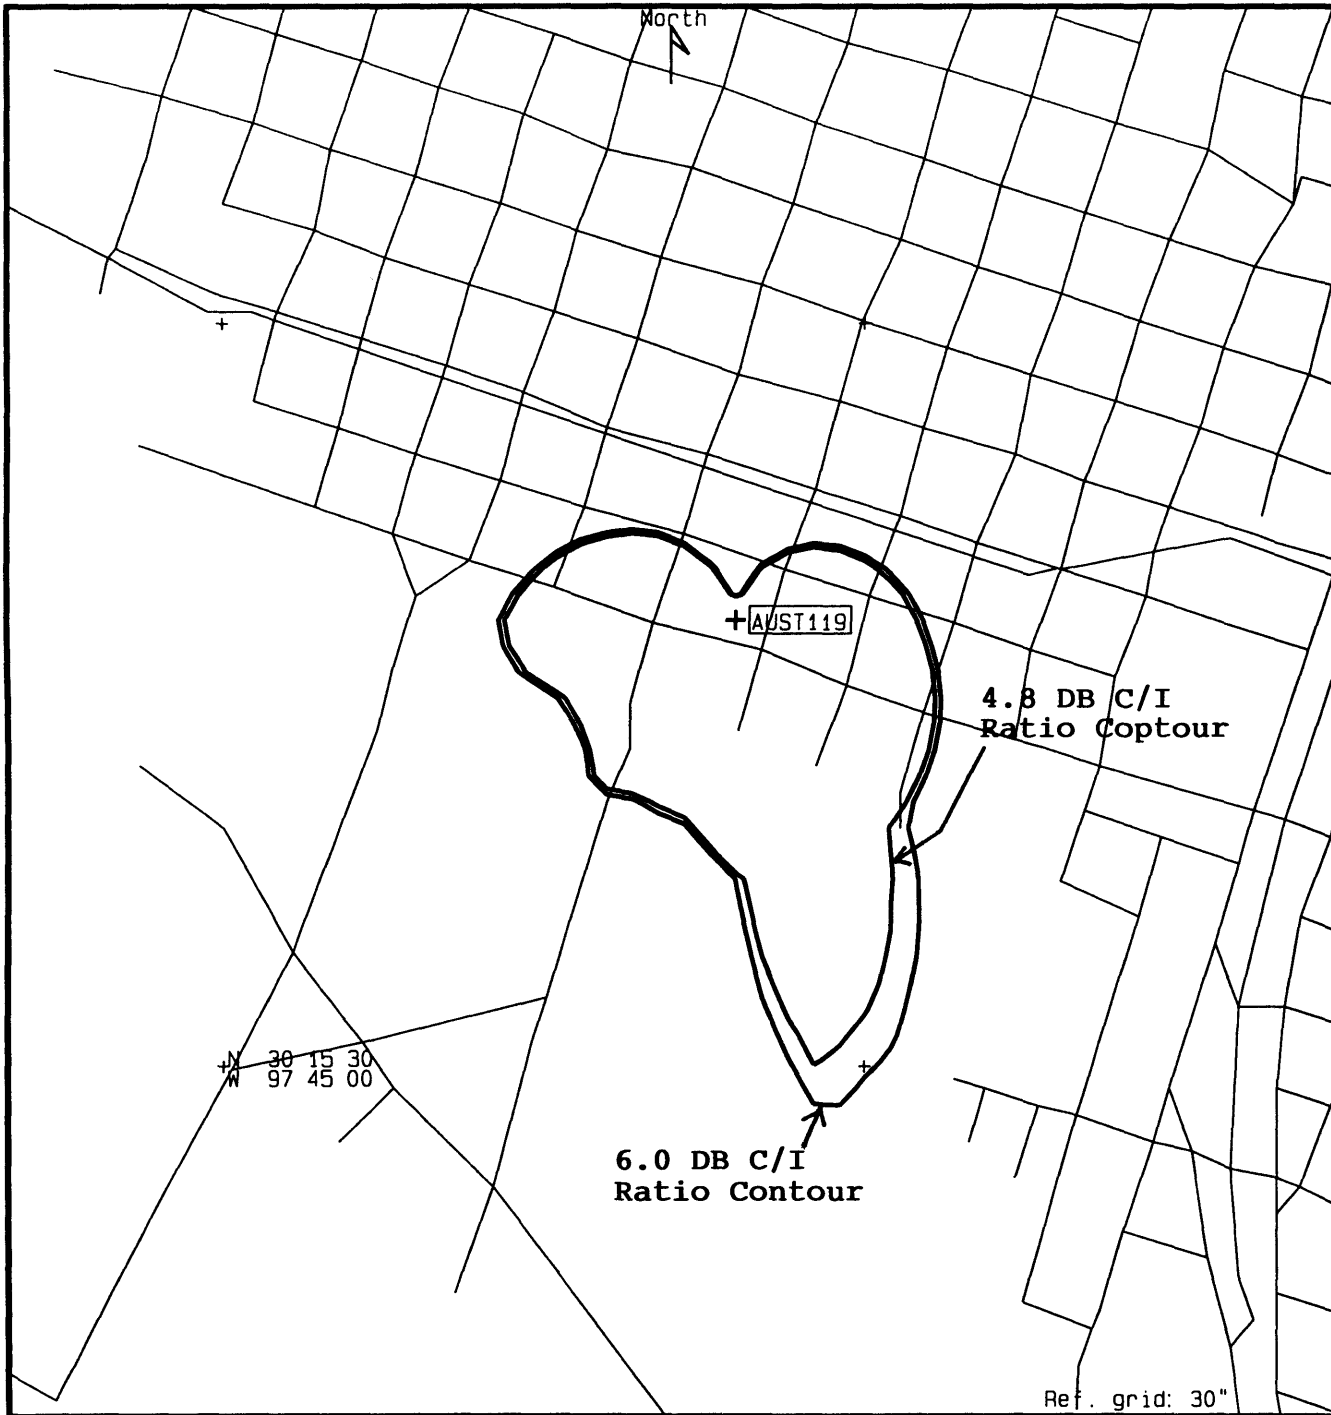 North
AUST119
4.8 DB C/I
Ratio Coptour
N 30 15 30
W 97 45 00
6.0 DB C/I
Ratio Contour
Ref. grid: 30"